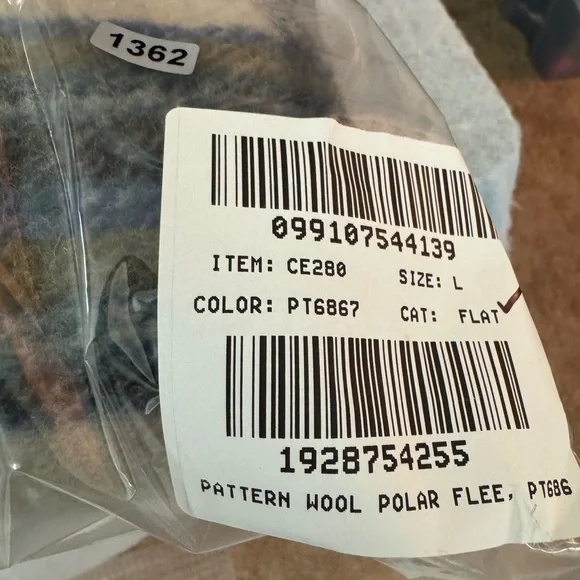 1362
099107544139
ITEM: CE280 SIZE: L
COLOR: PT6867 CAT: FLAT
1928754255
PATTERN WOOL POLAR FLEE, PT686